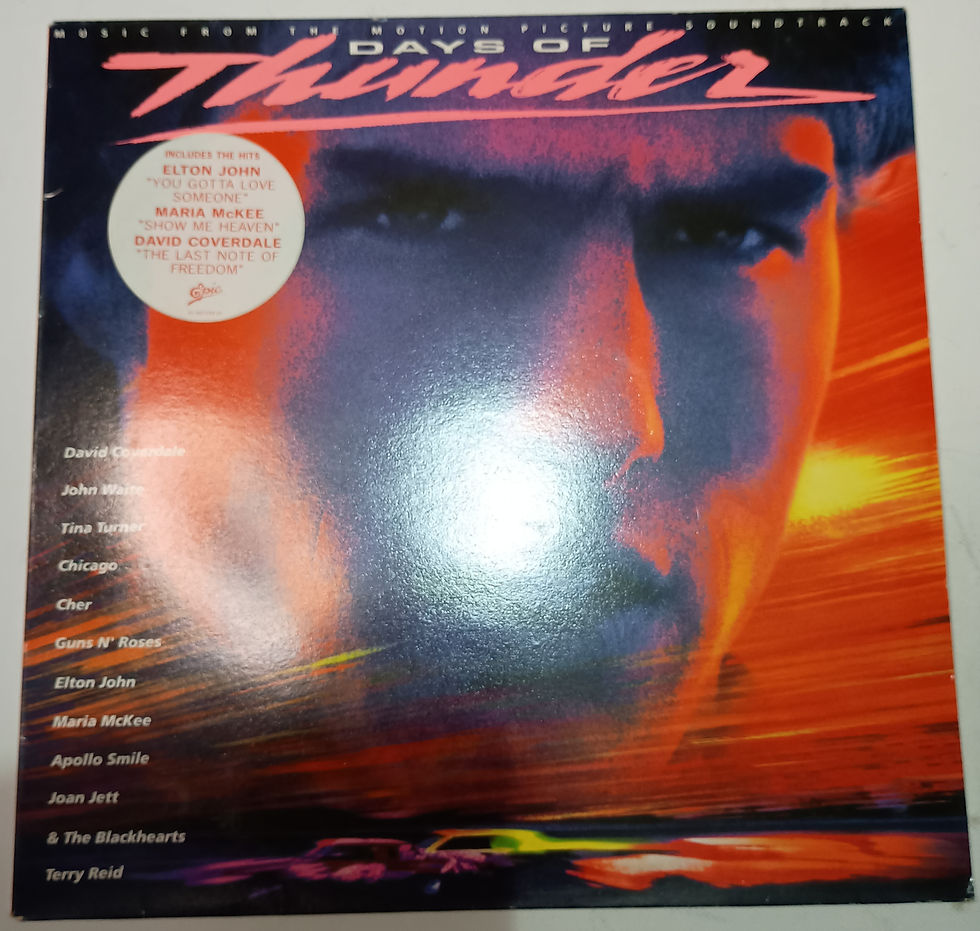 MUSIC FROM THE MOTION PICTURE SOUNDTRACK
DAYS OF
Thunder
INCLUDES THE HITS
ELTON JOHN
"YOU GOTTA LOVE
SOMEONE"
MARIA McKEE
"SHOW ME HEAVEN"
DAVID COVERDALE
"THE LAST NOTE OF
FREEDOM"
Epic
David Coverdale
John Waite
Tina Turner
Chicago
Cher
Guns N' Roses
Elton John
Maria McKee
Apollo Smile
Joan Jett
& The Blackhearts
Terry Reid